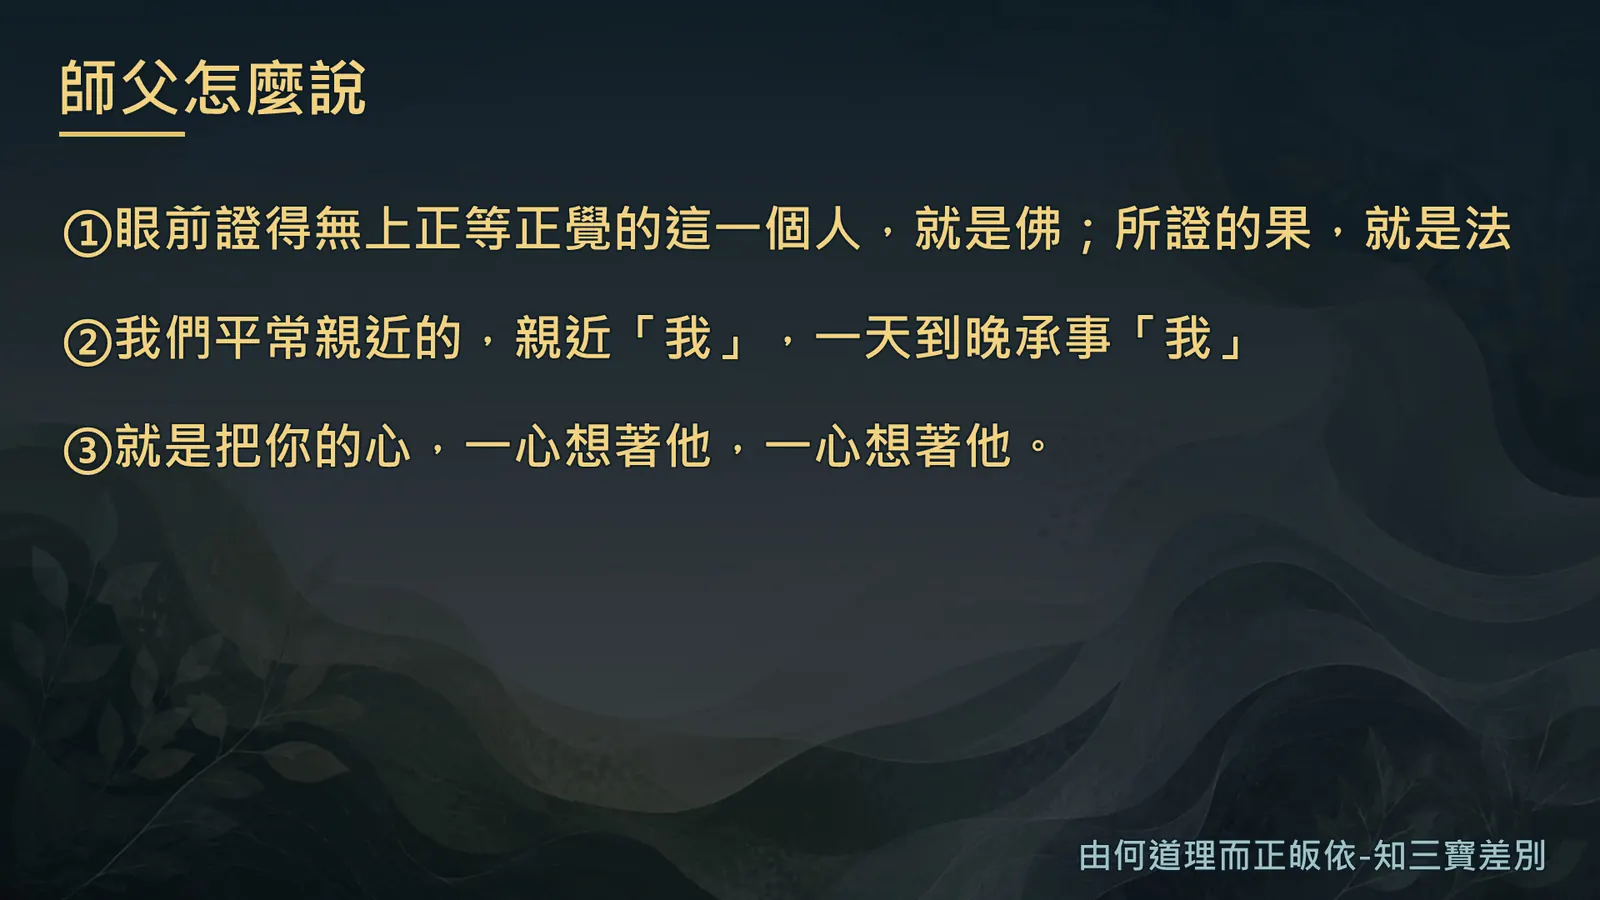 師父怎麼說
①眼前證得無上正等正覺的這一個人，就是佛；所證的果，就是法
②我們平常親近的，親近「我」，一天到晚承事「我」
③就是把你的心，一心想著他，一心想著他。
由何道理而正皈依-知三寶差別